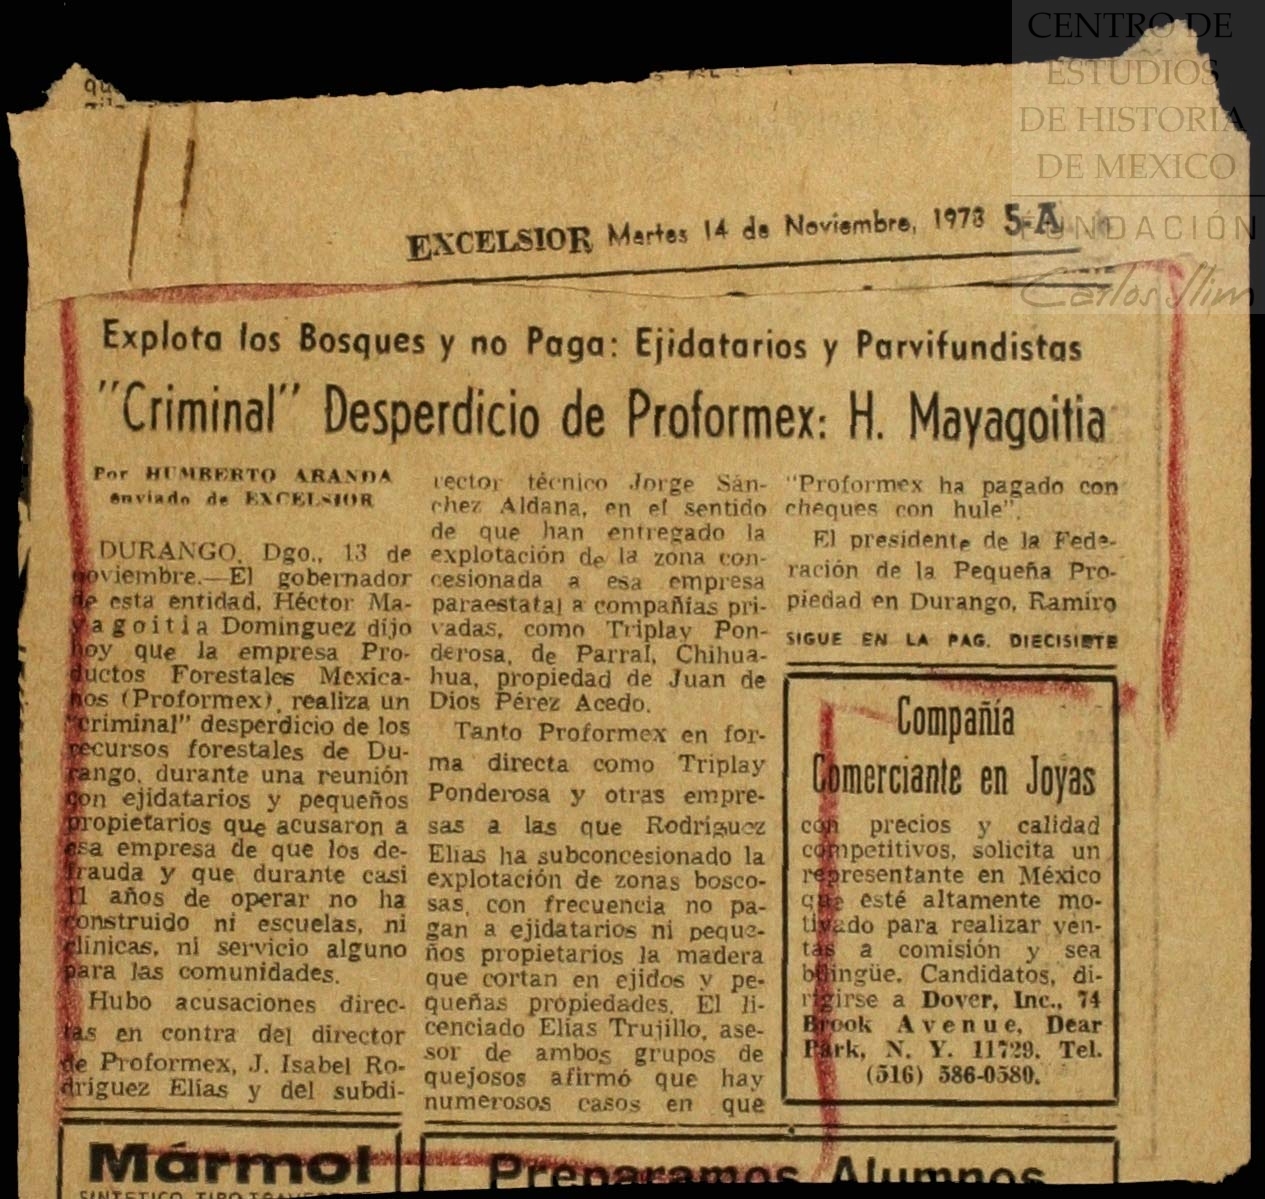 CENTRO DE
ESTUDIOS
DE HISTORIA
DE MEXICO
FUNDACIÓN
Carlos Slim
EXCELSIOR Martes 14 de Noviembre, 1978 5-A
Explota los Bosques y no Paga: Ejidatarios y Parvifundistas
"Criminal" Desperdicio de Proformex: H. Mayagoitia
Por HUMBERTO ARANDA
enviado de EXCELSIOR
DURANGO, Dgo., 13 de
noviembre.—El gobernador
de esta entidad, Héctor Ma-
yagoitia Domínguez dijo
hoy que la empresa Pro-
ductos Forestales Mexica-
nos (Proformex), realiza un
"criminal" desperdicio de los
recursos forestales de Du-
rango, durante una reunión
con ejidatarios y pequeños
propietarios que acusaron a
esa empresa de que los de-
frauda y que durante casi
11 años de operar no ha
construido ni escuelas, ni
clínicas, ni servicio alguno
para las comunidades.
Hubo acusaciones direc-
tas en contra del director
de Proformex, J. Isabel Ro-
dríguez Elías y del subdi-
rector técnico Jorge Sán-
chez Aldana, en el sentido
de que han entregado la
explotación de la zona con-
cesionada a esa empresa
paraestatal a compañías pri-
vadas, como Triplay Pon-
derosa, de Parral, Chihua-
hua, propiedad de Juan de
Dios Pérez Acedo.
Tanto Proformex en for-
ma directa como Triplay
Ponderosa y otras empre-
sas a las que Rodríguez
Elías ha subconcesionado la
explotación de zonas bosco-
sas, con frecuencia no pa-
gan a ejidatarios ni peque-
ños propietarios la madera
que cortan en ejidos y pe-
queñas propiedades. El li-
cenciado Elías Trujillo, ase-
sor de ambos grupos de
quejosos afirmó que hay
numerosos casos en que
"Proformex ha pagado con
cheques con hule".
El presidente de la Fede-
ración de la Pequeña Pro-
piedad en Durango, Ramiro
SIGUE EN LA PAG. DIECISIETE
Compañía
Comerciante en Joyas
con precios y calidad
competitivos, solicita un
representante en México
que esté altamente mo-
tivado para realizar ven-
tas a comisión y sea
bilingüe. Candidatos, di-
rigirse a Dover, Inc., 74
Brook Avenue, Dear
Park, N. Y. 11729. Tel.
(516) 586-0580.
Mármol
Preparamos Alumnos